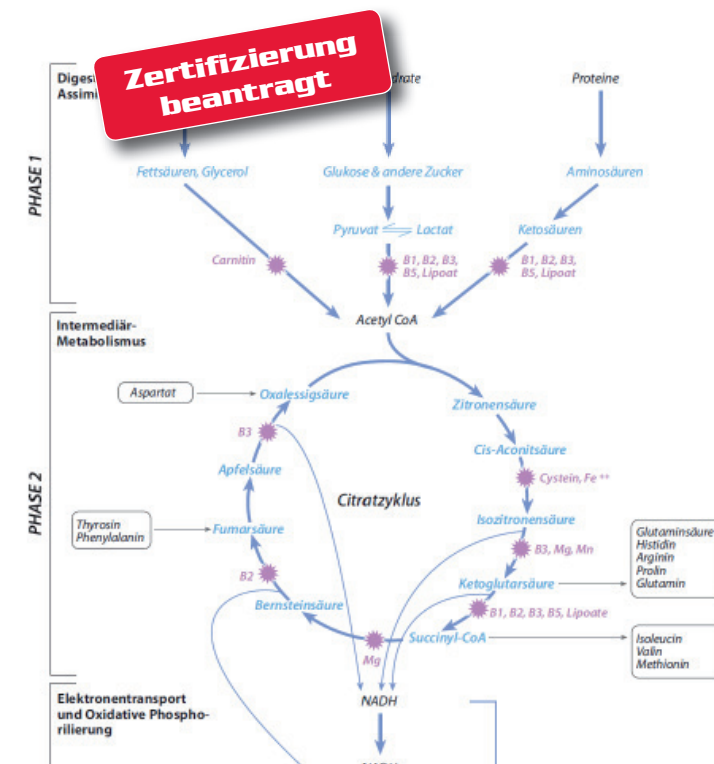 Zertifizierung
beantragt
Proteine
PHASE 1
Fettsäuren, Glycerol
Glukose & andere Zucker
Aminosäuren
Pyruvat
Lactat
Ketosäuren
Carnitin
B1, B2, B3,
B5, Lipoat
B1, B2, B3,
B5, Lipoat
Acetyl CoA
Intermediär-
Metabolismus
PHASE 2
Aspartat
Oxalessigsäure
Zitronensäure
B3
Cis-Aconitsäure
Apfelsäure
Cystein, Fe ++
Citratzyklus
Isozitronensäure
Thyrosin
Phenylalanin
Fumarsäure
B3, Mg, Mn
Glutaminsäure
Histidin
Arginin
Prolin
Glutamin
B2
Ketoglutarsäure
Bernsteinsäure
B1, B2, B3, B5, Lipoate
Succinyl-CoA
Isoleucin
Valin
Methionin
Mg
Elektronentransport
und Oxidative Phospho-
rilierung
NADH